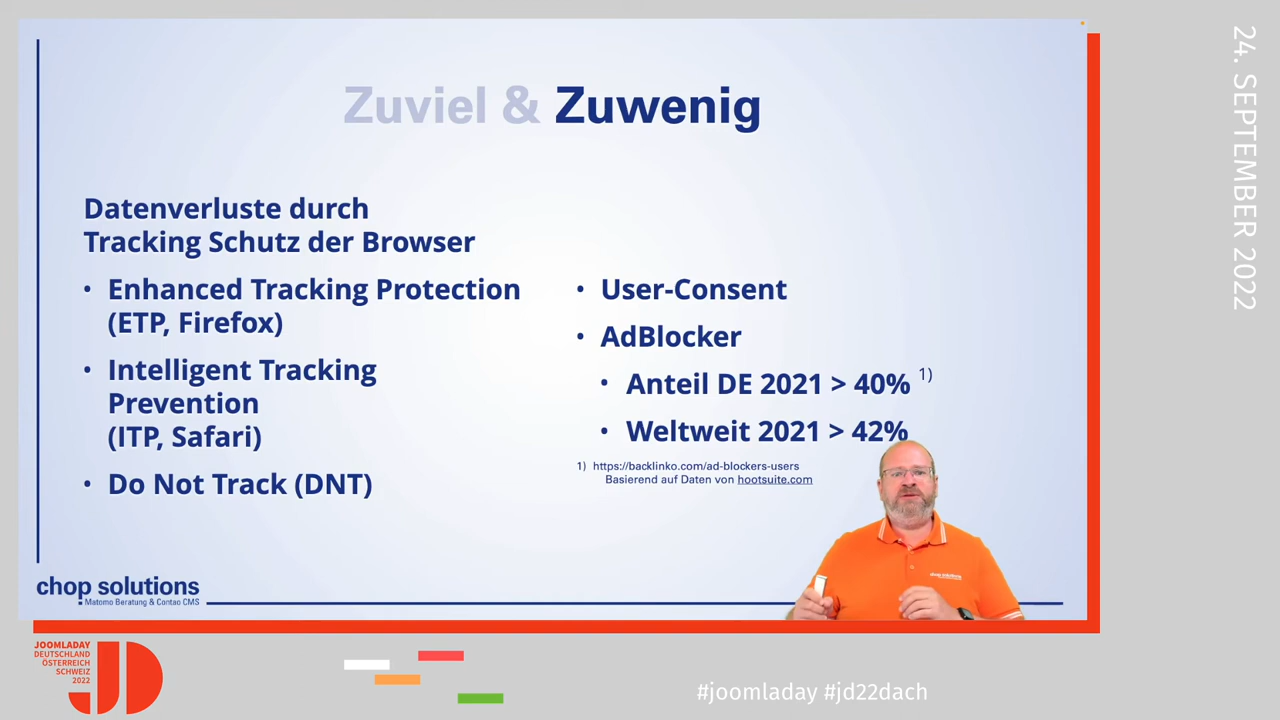 Zuviel & Zuwenig
Datenverluste durch
Tracking Schutz der Browser
• Enhanced Tracking Protection
(ETP, Firefox)
• Intelligent Tracking
Prevention
(ITP, Safari)
• Do Not Track (DNT)
• User-Consent
• AdBlocker
• Anteil DE 2021 > 40% 1)
• Weltweit 2021 > 42%
1) https://backlinko.com/ad-blockers-users
Basierend auf Daten von hootsuite.com
chop solutions
Matomo Beratung & Contao CMS
chop solutions
24. SEPTEMBER 2022
JOOMLADAY
DEUTSCHLAND
ÖSTERREICH
SCHWEIZ
2022
JD
#joomladay #jd22dach